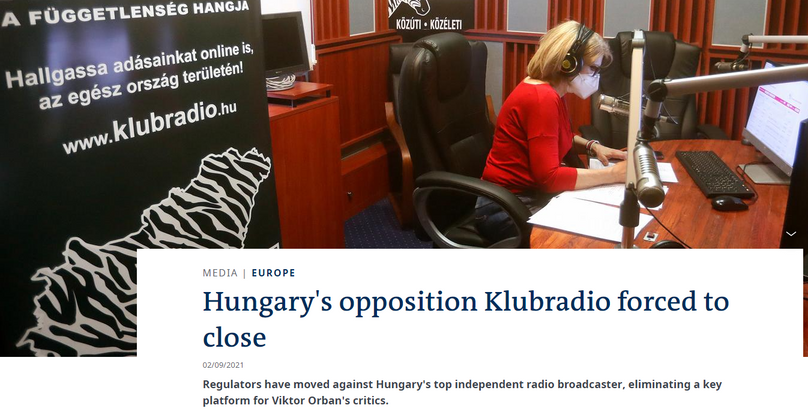 A FÜGGETLENSÉG HANGJA
Hallgassa adásainkat online is,
az egész ország területén!
www.klubradio.hu
KÖZÚTI • KÖZÉLETI
MEDIA | EUROPE
Hungary's opposition Klubradio forced to
close
02/09/2021
Regulators have moved against Hungary's top independent radio broadcaster, eliminating a key
platform for Viktor Orban's critics.